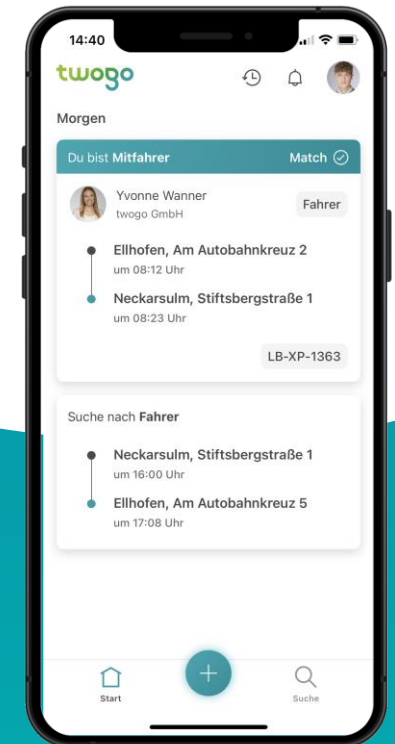 14:40
twogo
Morgen
Du bist Mitfahrer Match
Yvonne Wanner
twogo GmbH
Fahrer
Ellhofen, Am Autobahnkreuz 2
um 08:12 Uhr
Neckarsulm, Stiftsbergstraße 1
um 08:23 Uhr
LB-XP-1363
Suche nach Fahrer
Neckarsulm, Stiftsbergstraße 1
um 16:00 Uhr
Ellhofen, Am Autobahnkreuz 5
um 17:08 Uhr
Start
Suche